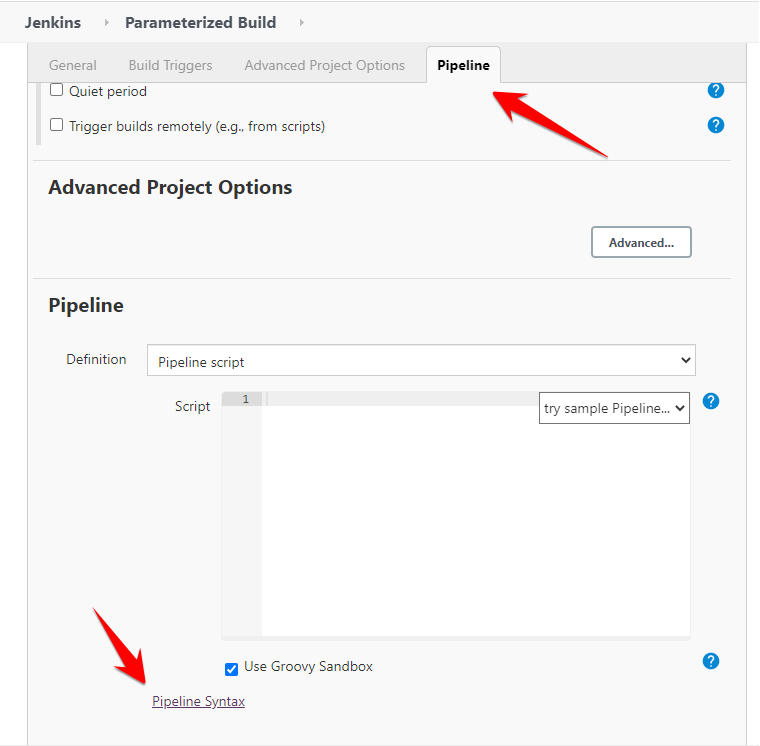 Jenkins Parameterized Build
General Build Triggers Advanced Project Options Pipeline
Quiet period ?
Trigger builds remotely (e.g., from scripts) ?
Advanced Project Options
Advanced...
Pipeline
Definition Pipeline script
Script 1 try sample Pipeline... ?
Use Groovy Sandbox ?
Pipeline Syntax